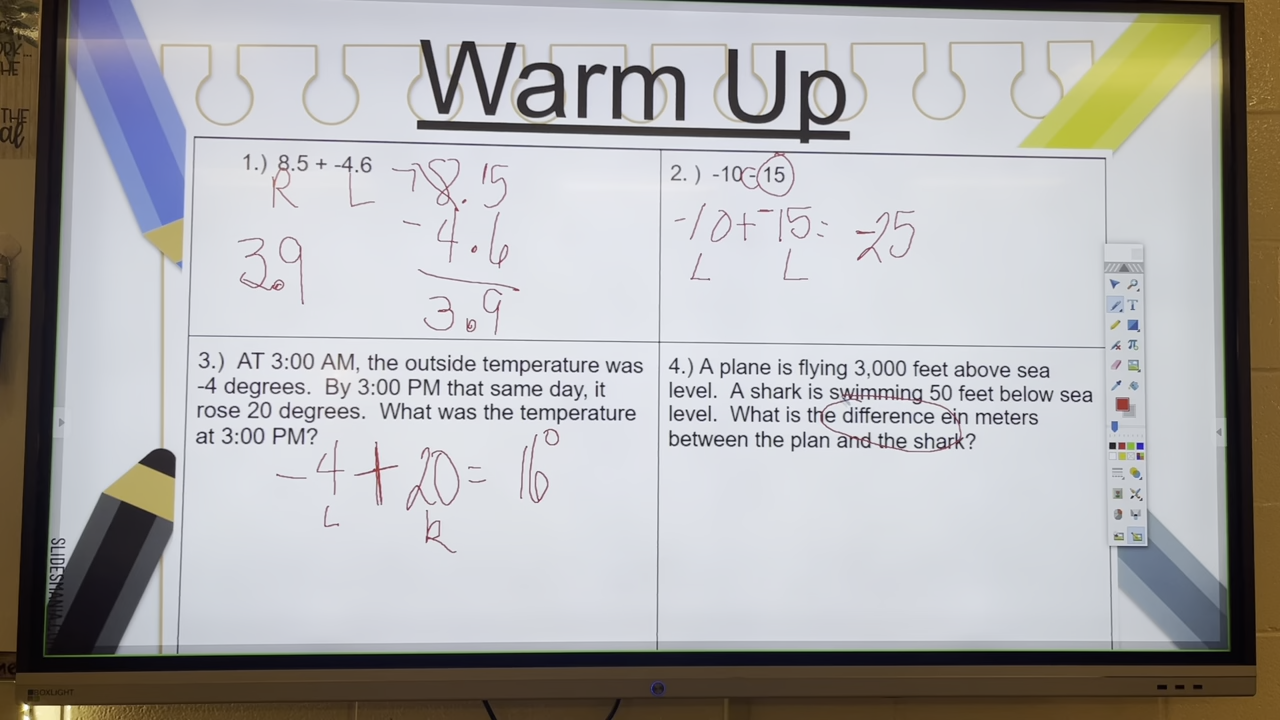 Warm Up
1.) 8.5 + -4.6
R L
7 8.15
- 4.6
3.9
3.9
2. ) -10 - 15
-10 + -15 = -25
L L
3.) AT 3:00 AM, the outside temperature was
-4 degrees. By 3:00 PM that same day, it
rose 20 degrees. What was the temperature
at 3:00 PM?
-4 + 20 = 16°
L R
4.) A plane is flying 3,000 feet above sea
level. A shark is swimming 50 feet below sea
level. What is the difference ein meters
between the plan and the shark?
SLIDESMANIA
BOXLIGHT
THE